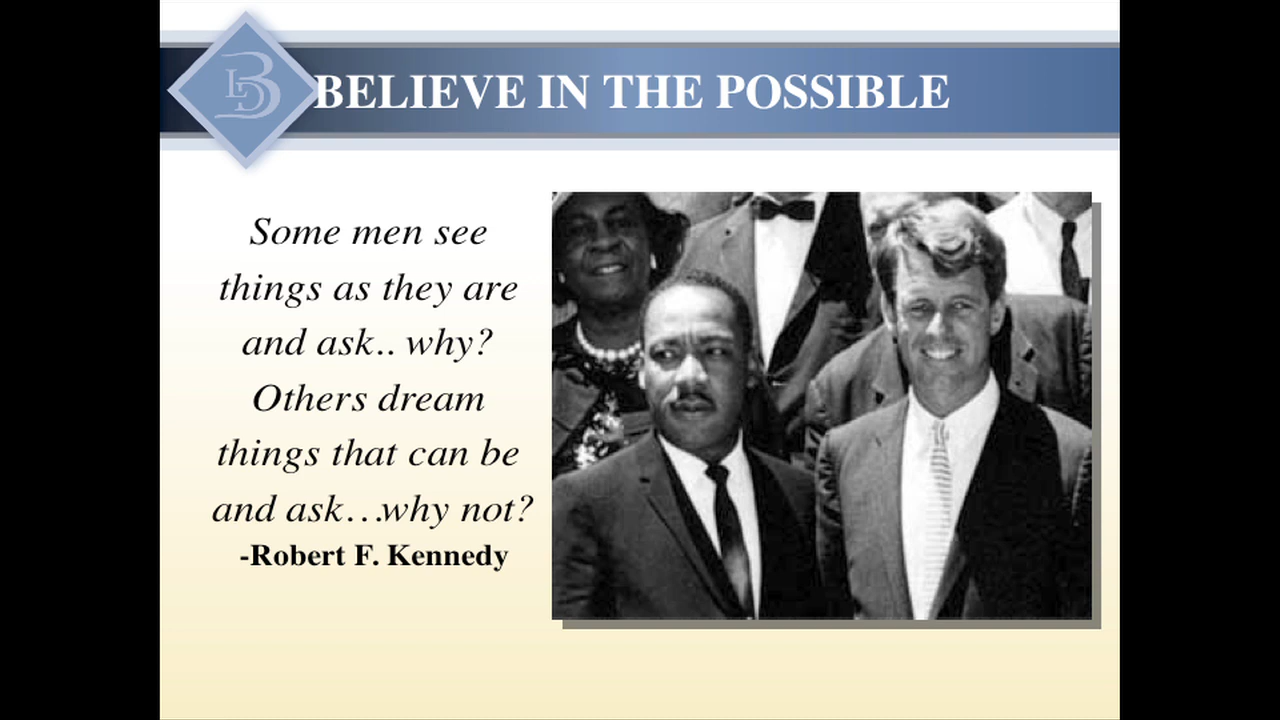 BELIEVE IN THE POSSIBLE
Some men see
things as they are
and ask.. why?
Others dream
things that can be
and ask…why not?
-Robert F. Kennedy